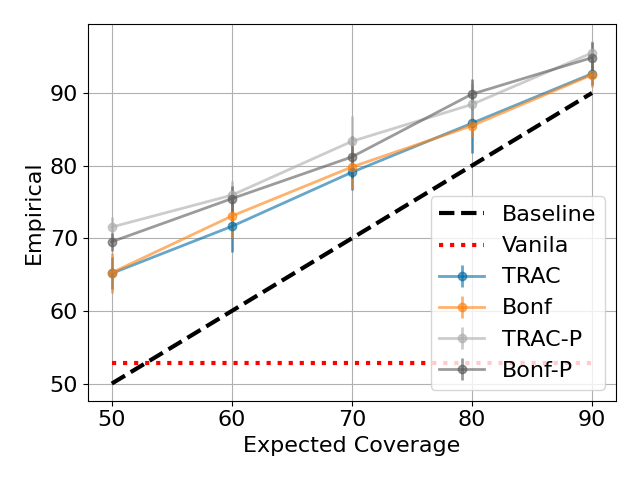 Empirical
90
80
70
60
50
Baseline
Vanila
TRAC
Bonf
TRAC-P
Bonf-P
50
60
70
80
90
Expected Coverage